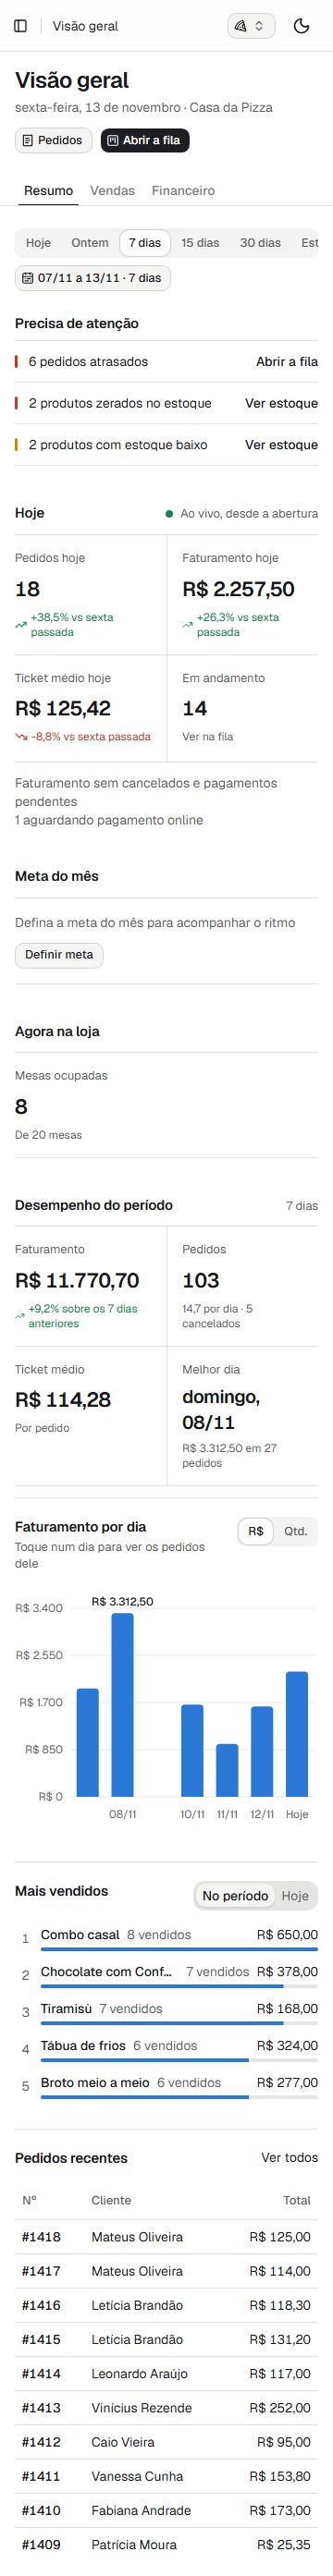 Visão geral
Visão geral
sexta-feira, 13 de novembro · Casa da Pizza
Pedidos
Abrir a fila
Resumo
Vendas
Financeiro
Hoje
Ontem
7 dias
15 dias
30 dias
Est
07/11 a 13/11 · 7 dias
Precisa de atenção
6 pedidos atrasados
Abrir a fila
2 produtos zerados no estoque
Ver estoque
2 produtos com estoque baixo
Ver estoque
Hoje
Ao vivo, desde a abertura
Pedidos hoje
18
+38,5% vs sexta
passada
Faturamento hoje
R$ 2.257,50
+26,3% vs sexta
passada
Ticket médio hoje
R$ 125,42
-8,8% vs sexta passada
Em andamento
14
Ver na fila
Faturamento sem cancelados e pagamentos
pendentes
1 aguardando pagamento online
Meta do mês
Defina a meta do mês para acompanhar o ritmo
Definir meta
Agora na loja
Mesas ocupadas
8
De 20 mesas
Desempenho do período
7 dias
Faturamento
R$ 11.770,70
+9,2% sobre os 7 dias
anteriores
Pedidos
103
14,7 por dia · 5
cancelados
Ticket médio
R$ 114,28
Por pedido
Melhor dia
domingo,
08/11
R$ 3.312,50 em 27
pedidos
Faturamento por dia
Toque num dia para ver os pedidos
dele
R$
Qtd.
R$ 3.312,50
R$ 3.400
R$ 2.550
R$ 1.700
R$ 850
R$ 0
08/11
10/11
11/11
12/11
Hoje
Mais vendidos
No período
Hoje
1 Combo casal 8 vendidos R$ 650,00
2 Chocolate com Conf... 7 vendidos R$ 378,00
3 Tiramisù 7 vendidos R$ 168,00
4 Tábua de frios 6 vendidos R$ 324,00
5 Broto meio a meio 6 vendidos R$ 277,00
Pedidos recentes
Ver todos
Nº Cliente Total
#1418 Mateus Oliveira R$ 125,00
#1417 Mateus Oliveira R$ 114,00
#1416 Letícia Brandão R$ 118,30
#1415 Letícia Brandão R$ 131,20
#1414 Leonardo Araújo R$ 117,00
#1413 Vinícius Rezende R$ 252,00
#1412 Caio Vieira R$ 95,00
#1411 Vanessa Cunha R$ 153,80
#1410 Fabiana Andrade R$ 173,00
#1409 Patrícia Moura R$ 25,35